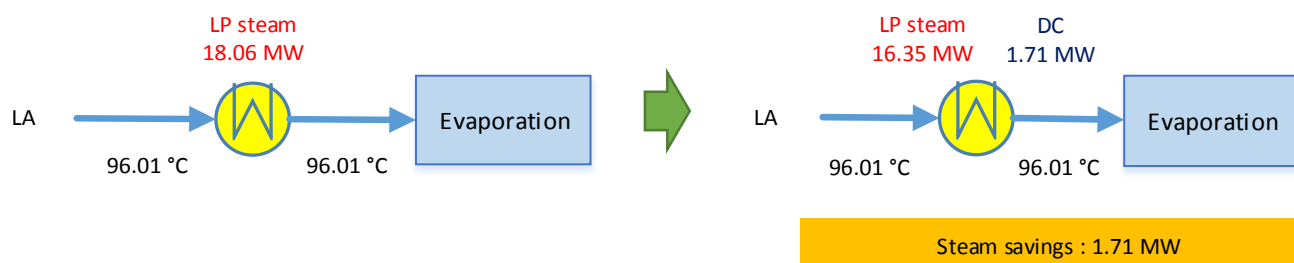 LP steam
18.06 MW
LA
Evaporation
96.01 °C
96.01 °C
LP steam
16.35 MW
DC
1.71 MW
LA
Evaporation
96.01 °C
96.01 °C
Steam savings : 1.71 MW